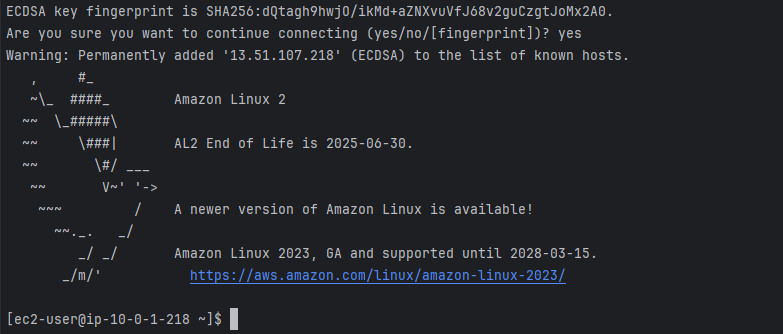 ECDSA key fingerprint is SHA256:dQtagh9hwjO/ikMd+aZNXvuVfJ68v2guCzgtJoMx2A0.
Are you sure you want to continue connecting (yes/no/[fingerprint])? yes
Warning: Permanently added '13.51.107.218' (ECDSA) to the list of known hosts.
   ,     #_
   ~\_  ####_        Amazon Linux 2
  ~~  \_#####\
  ~~     \###|       AL2 End of Life is 2025-06-30.
  ~~       \#/ ___
   ~~       V~' '->
    ~~~         /    A newer version of Amazon Linux is available!
      ~~._.   _/
         _/ _/       Amazon Linux 2023, GA and supported until 2028-03-15.
       _/m/'           https://aws.amazon.com/linux/amazon-linux-2023/
[ec2-user@ip-10-0-1-218 ~]$